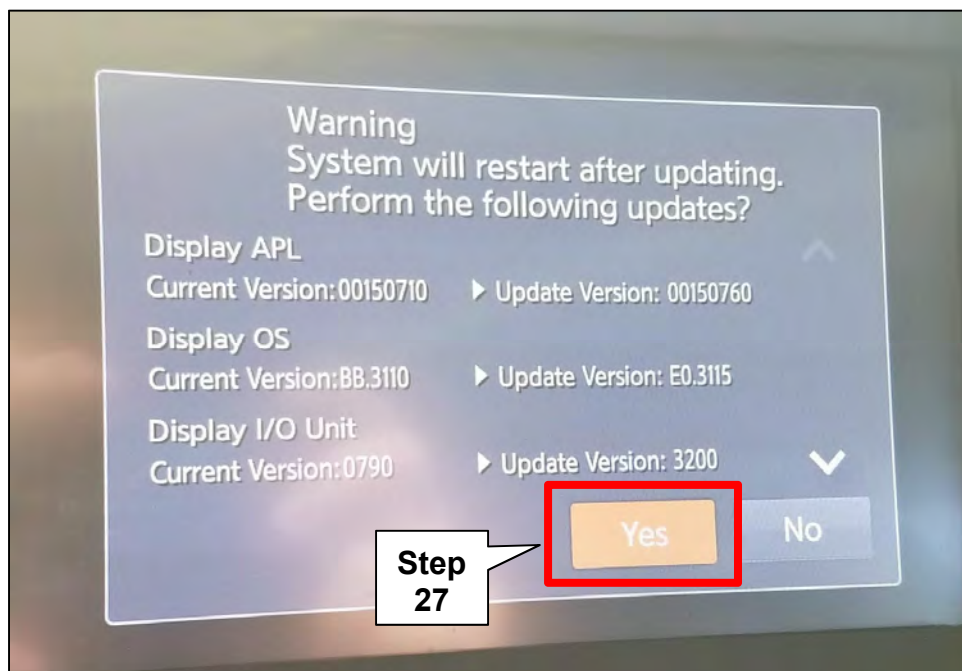 Warning
System will restart after updating.
Perform the following updates?
Display APL
Current Version:00150710 ▶ Update Version: 00150760
Display OS
Current Version:BB.3110 ▶ Update Version: E0.3115
Display I/O Unit
Current Version:0790 ▶ Update Version: 3200
Yes No
Step
27